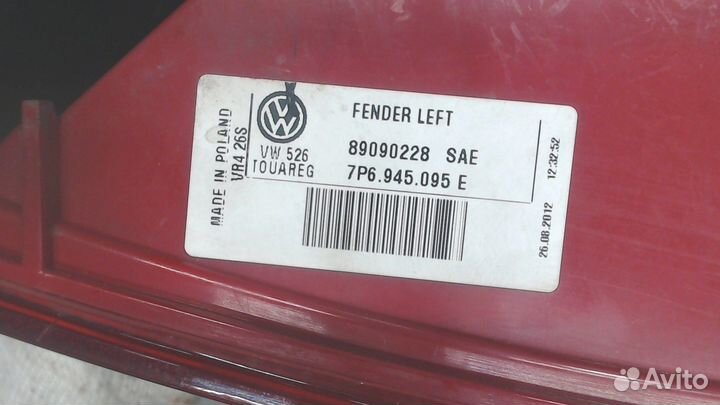 FENDER LEFT
VW 526
TOUAREG
89090228 SAE
7P6.945.095 E
MADE IN POLAND
VR4 26S
26.08.2012 12:32:52
Avito